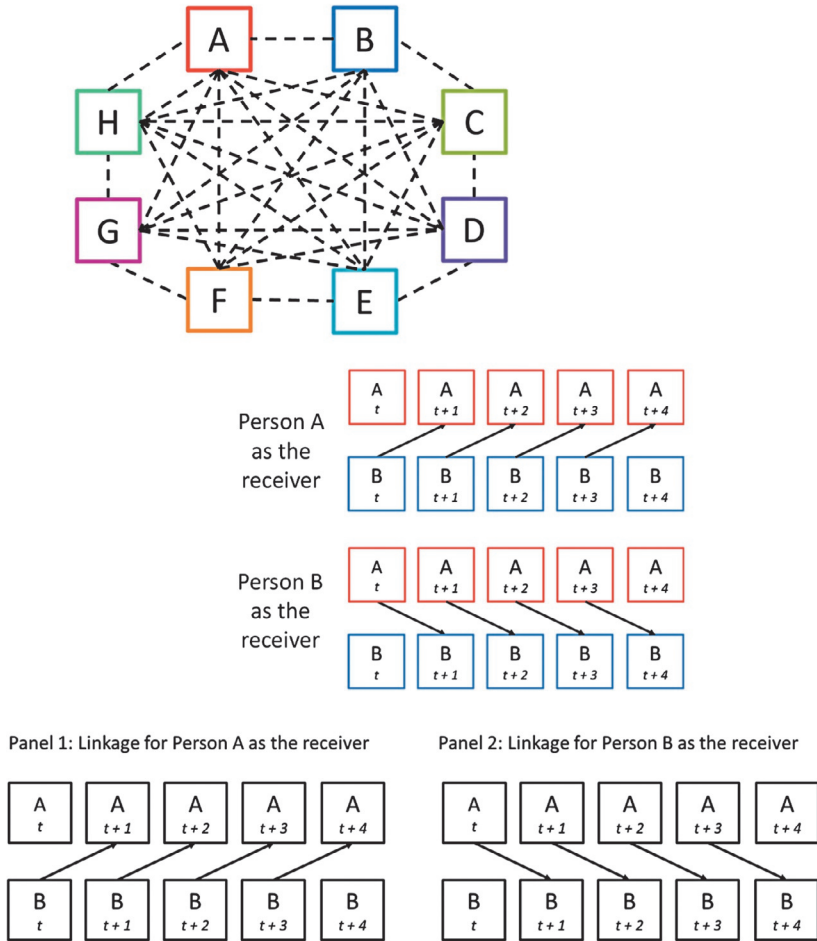 A B
H C
G D
F E
A A A A A
t t + 1 t + 2 t + 3 t + 4
Person A
as the
receiver
B B B B B
t t + 1 t + 2 t + 3 t + 4
A A A A A
t t + 1 t + 2 t + 3 t + 4
Person B
as the
receiver
B B B B B
t t + 1 t + 2 t + 3 t + 4
Panel 1: Linkage for Person A as the receiver
A A A A A
t t + 1 t + 2 t + 3 t + 4
B B B B B
t t + 1 t + 2 t + 3 t + 4
Panel 2: Linkage for Person B as the receiver
A A A A A
t t + 1 t + 2 t + 3 t + 4
B B B B B
t t + 1 t + 2 t + 3 t + 4